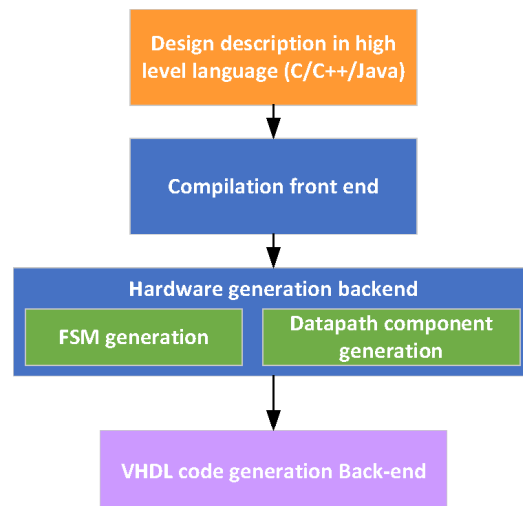 Design description in high
level language (C/C++/Java)
Compilation front end
Hardware generation backend
FSM generation
Datapath component
generation
VHDL code generation Back-end